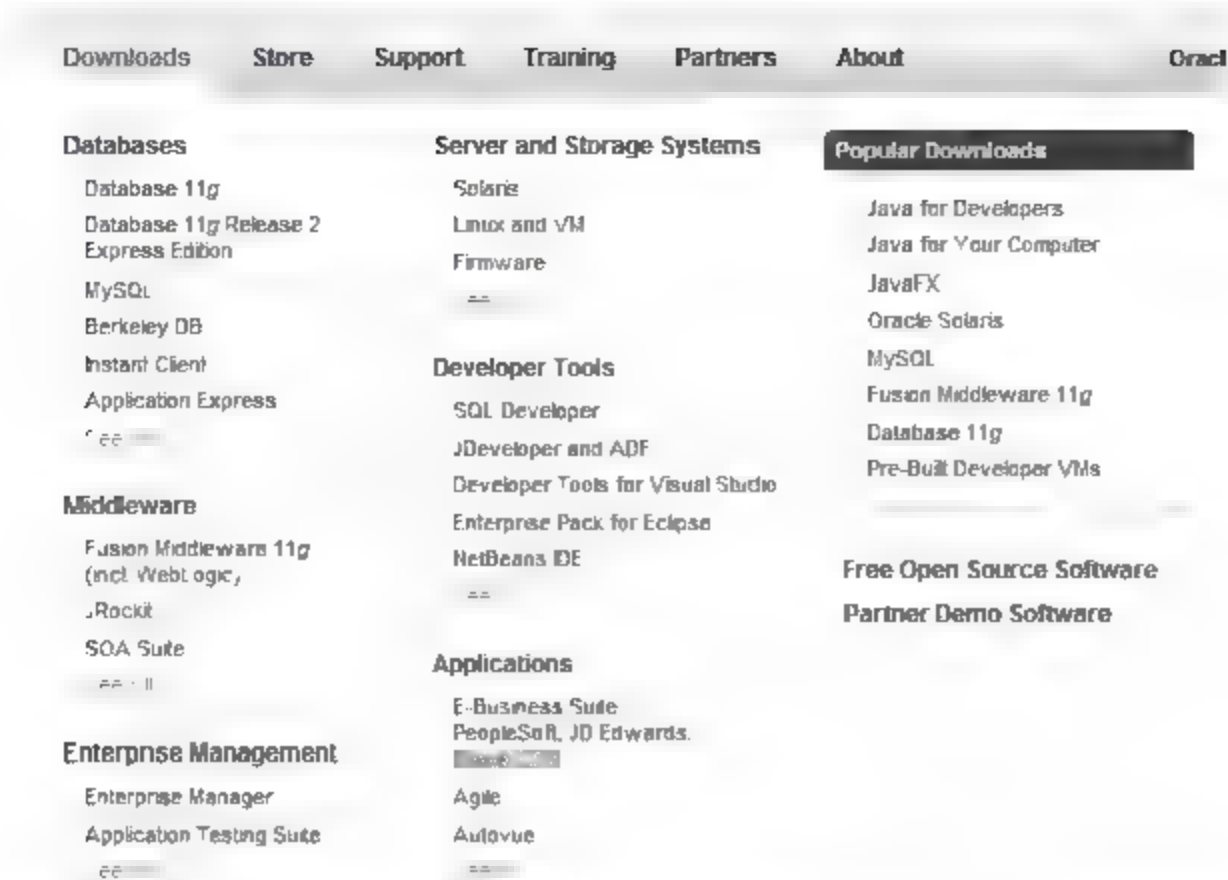 Downloads Store Support Training Partners About Oracl
Databases
Database 11g
Database 11g Release 2
Express Edition
MySQL
Berkeley DB
Instant Client
Application Express
Middleware
Fusion Middleware 11g
(incl. WebLogic)
JRockit
SOA Suite
Enterprise Management
Enterprise Manager
Application Testing Suite
Server and Storage Systems
Solaris
Linux and VM
Firmware
Developer Tools
SQL Developer
JDeveloper and ADF
Developer Tools for Visual Studio
Enterprise Pack for Eclipse
NetBeans IDE
Applications
E-Business Suite
PeopleSoft, JD Edwards,
Agile
Autovue
Popular Downloads
Java for Developers
Java for Your Computer
JavaFX
Oracle Solaris
MySQL
Fusion Middleware 11g
Database 11g
Pre-Built Developer VMs
Free Open Source Software
Partner Demo Software